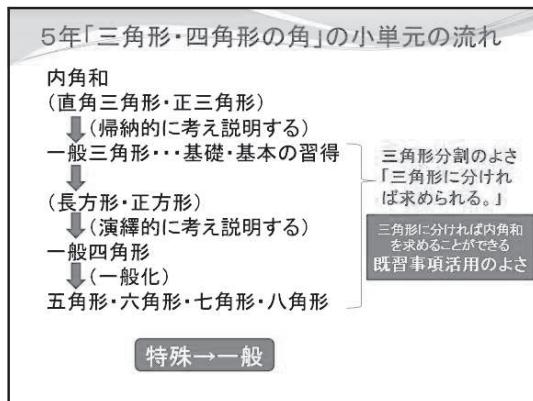 5年「三角形・四角形の角」の小単元の流れ
内角和
(直角三角形・正三角形)
(帰納的に考え説明する)
一般三角形・・・基礎・基本の習得
(長方形・正方形)
(演繹的に考え説明する)
一般四角形
(一般化)
五角形・六角形・七角形・八角形
三角形分割のよさ
「三角形に分けれ
ば求められる。」
三角形に分ければ内角和
を求めることができる
既習事項活用のよさ
特殊→一般